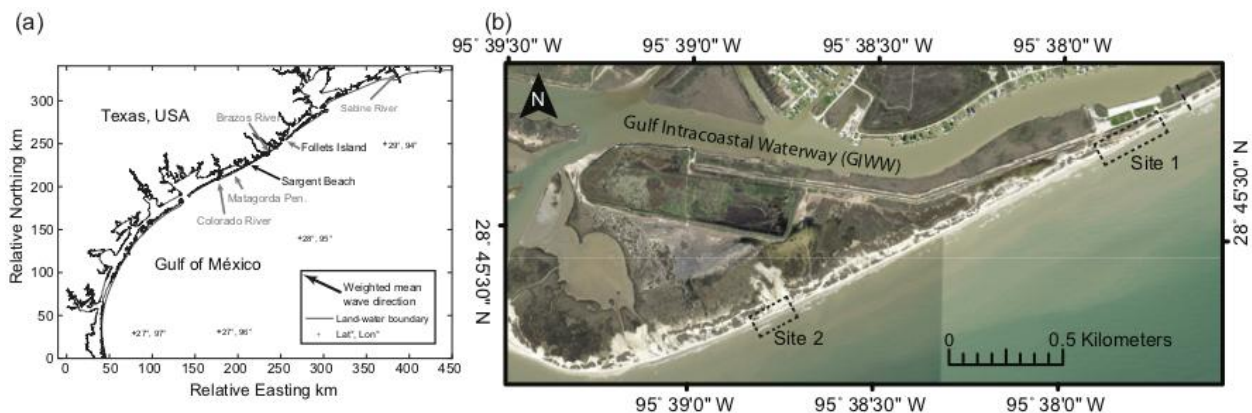 (a)
Relative Northing km
300
250
200
150
100
50
0
0 50 100 150 200 250 300 350 400 450
Relative Easting km
Texas, USA
Sabine River
Brazos River
Follets Island
+29°, 94°
Sargent Beach
Matagorda Pen.
Colorado River
+28°, 95°
Gulf of México
+27°, 97°
+27°, 96°
Weighted mean
wave direction
Land-water boundary
+ Lat°, Lon°
(b)
95° 39'30" W 95° 39'0" W 95° 38'30" W 95° 38'0" W
N
Gulf Intracoastal Waterway (GIWW)
Site 1
Site 2
0 0.5 Kilometers
28° 45'30" N
28° 45'30" N
95° 39'0" W 95° 38'30" W 95° 38'0" W